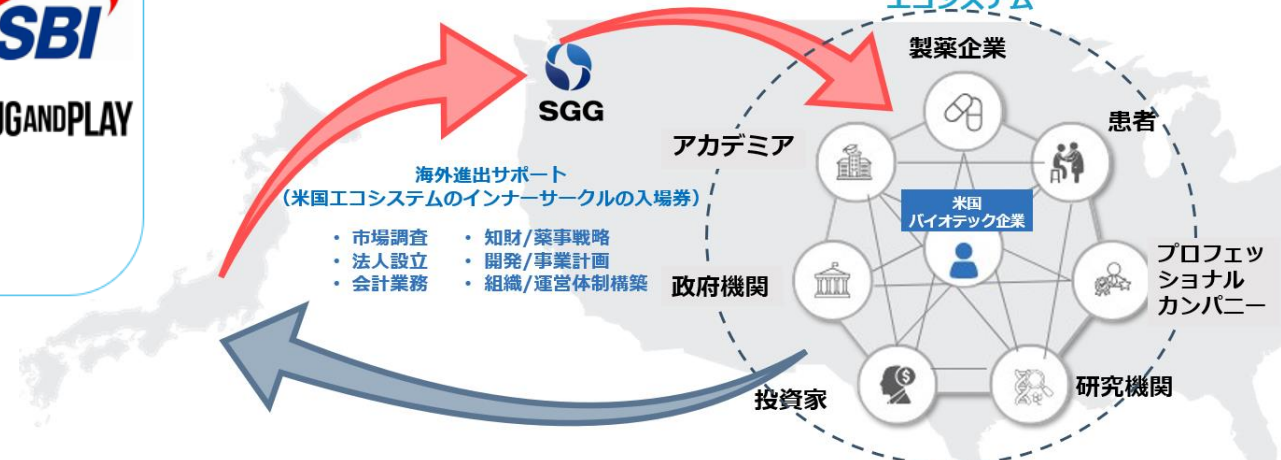 エコシステム
SBI
UGANDPLAY
SGG
製薬企業
アカデミア
患者
海外進出サポート
（米国エコシステムのインナーサークルの入場券）
・ 市場調査 ・ 知財/薬事戦略
・ 法人設立 ・ 開発/事業計画
・ 会計業務 ・ 組織/運営体制構築
米国
バイオテック企業
政府機関
プロフェッ
ショナル
カンパニー
投資家
研究機関